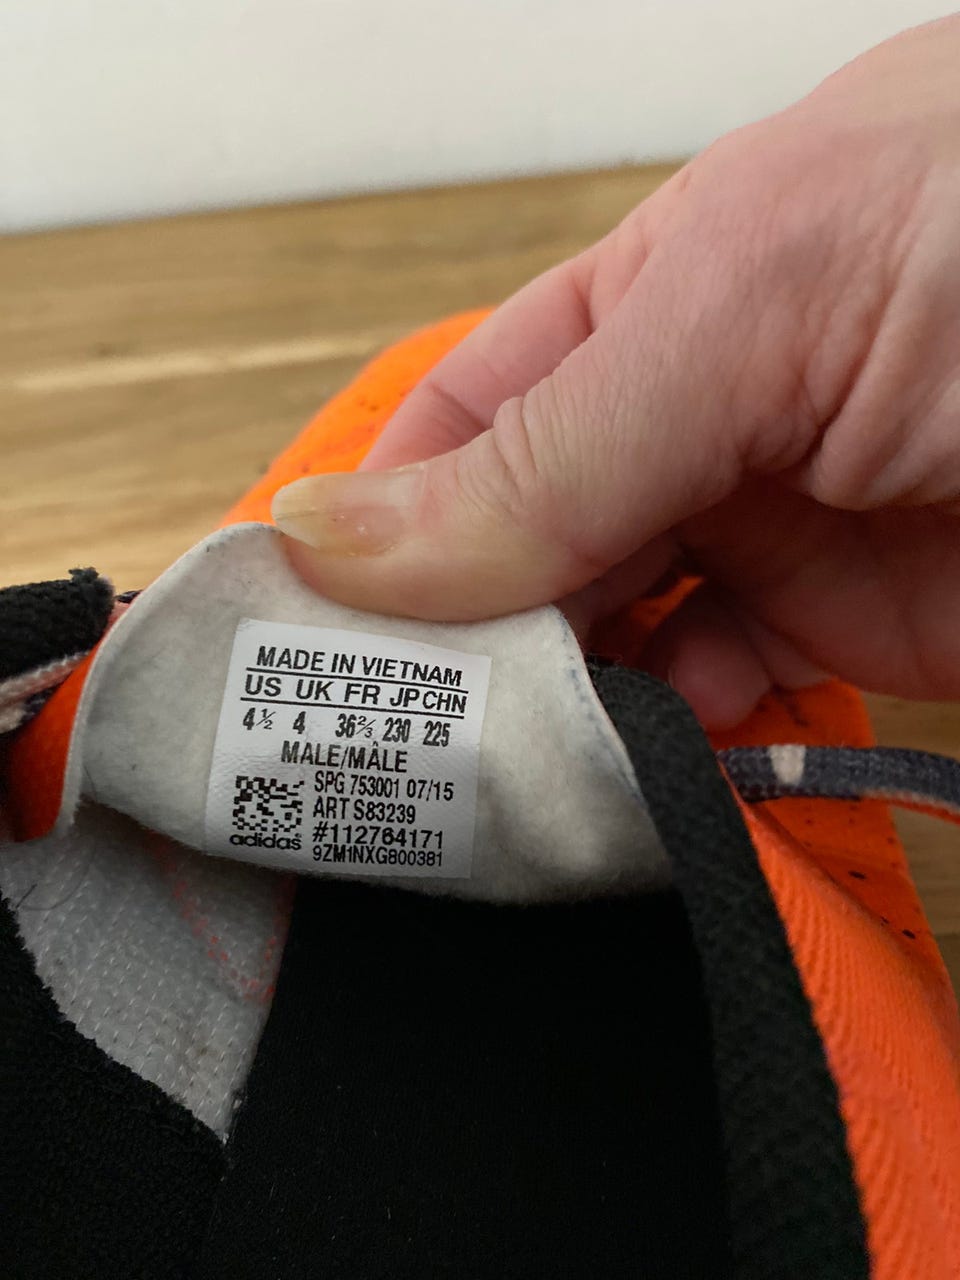 MADE IN VIETNAM
US UK FR JP CHN
4½ 4 36⅔ 230 225
MALE/MÂLE
SPG 753001 07/15
ART S83239
#112764171
adidas
9ZM1NXG800381